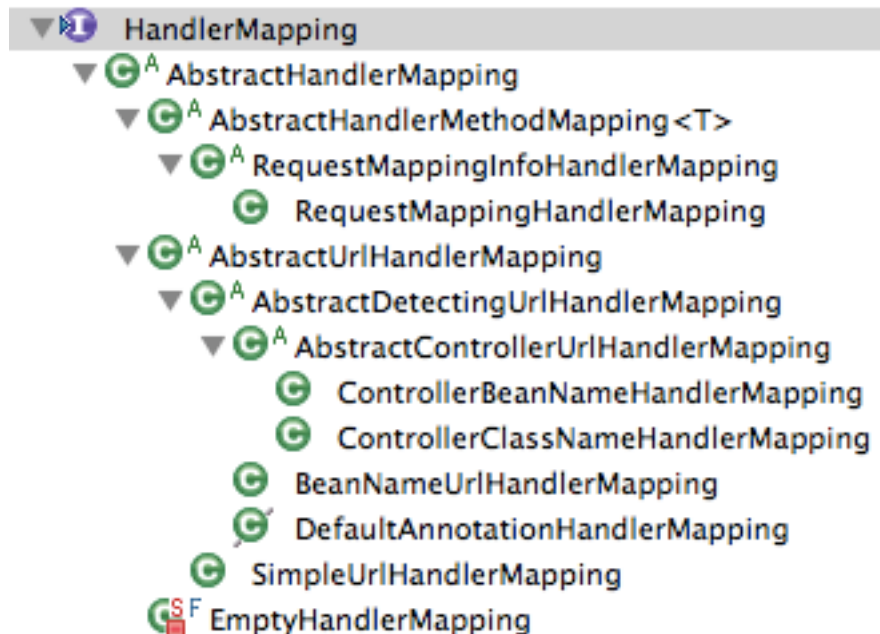 I HandlerMapping
C A AbstractHandlerMapping
C A AbstractHandlerMethodMapping<T>
C A RequestMappingInfoHandlerMapping
C RequestMappingHandlerMapping
C A AbstractUrlHandlerMapping
C A AbstractDetectingUrlHandlerMapping
C A AbstractControllerUrlHandlerMapping
C ControllerBeanNameHandlerMapping
C ControllerClassNameHandlerMapping
C BeanNameUrlHandlerMapping
C DefaultAnnotationHandlerMapping
C SimpleUrlHandlerMapping
C S F EmptyHandlerMapping